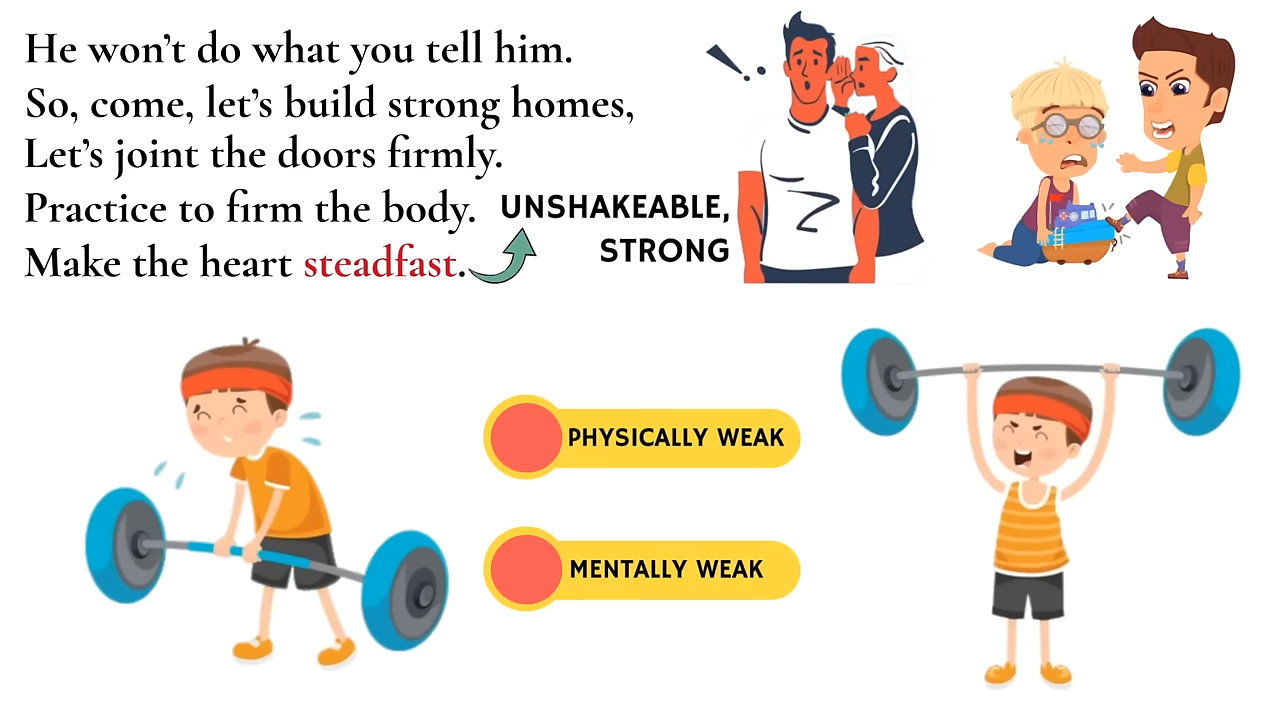 He won't do what you tell him.
So, come, let's build strong homes,
Let's joint the doors firmly.
Practice to firm the body.
Make the heart steadfast.
UNSHAKEABLE,
STRONG
PHYSICALLY WEAK
MENTALLY WEAK